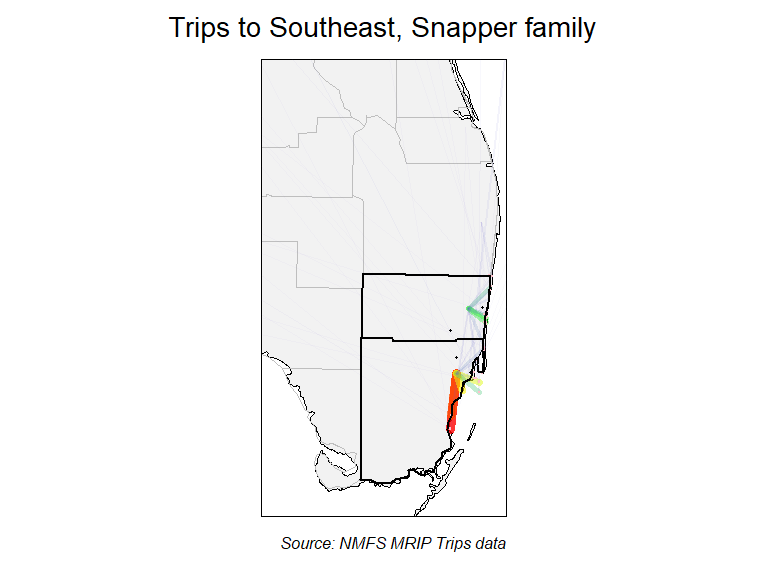 Trips to Southeast, Snapper family
Source: NMFS MRIP Trips data